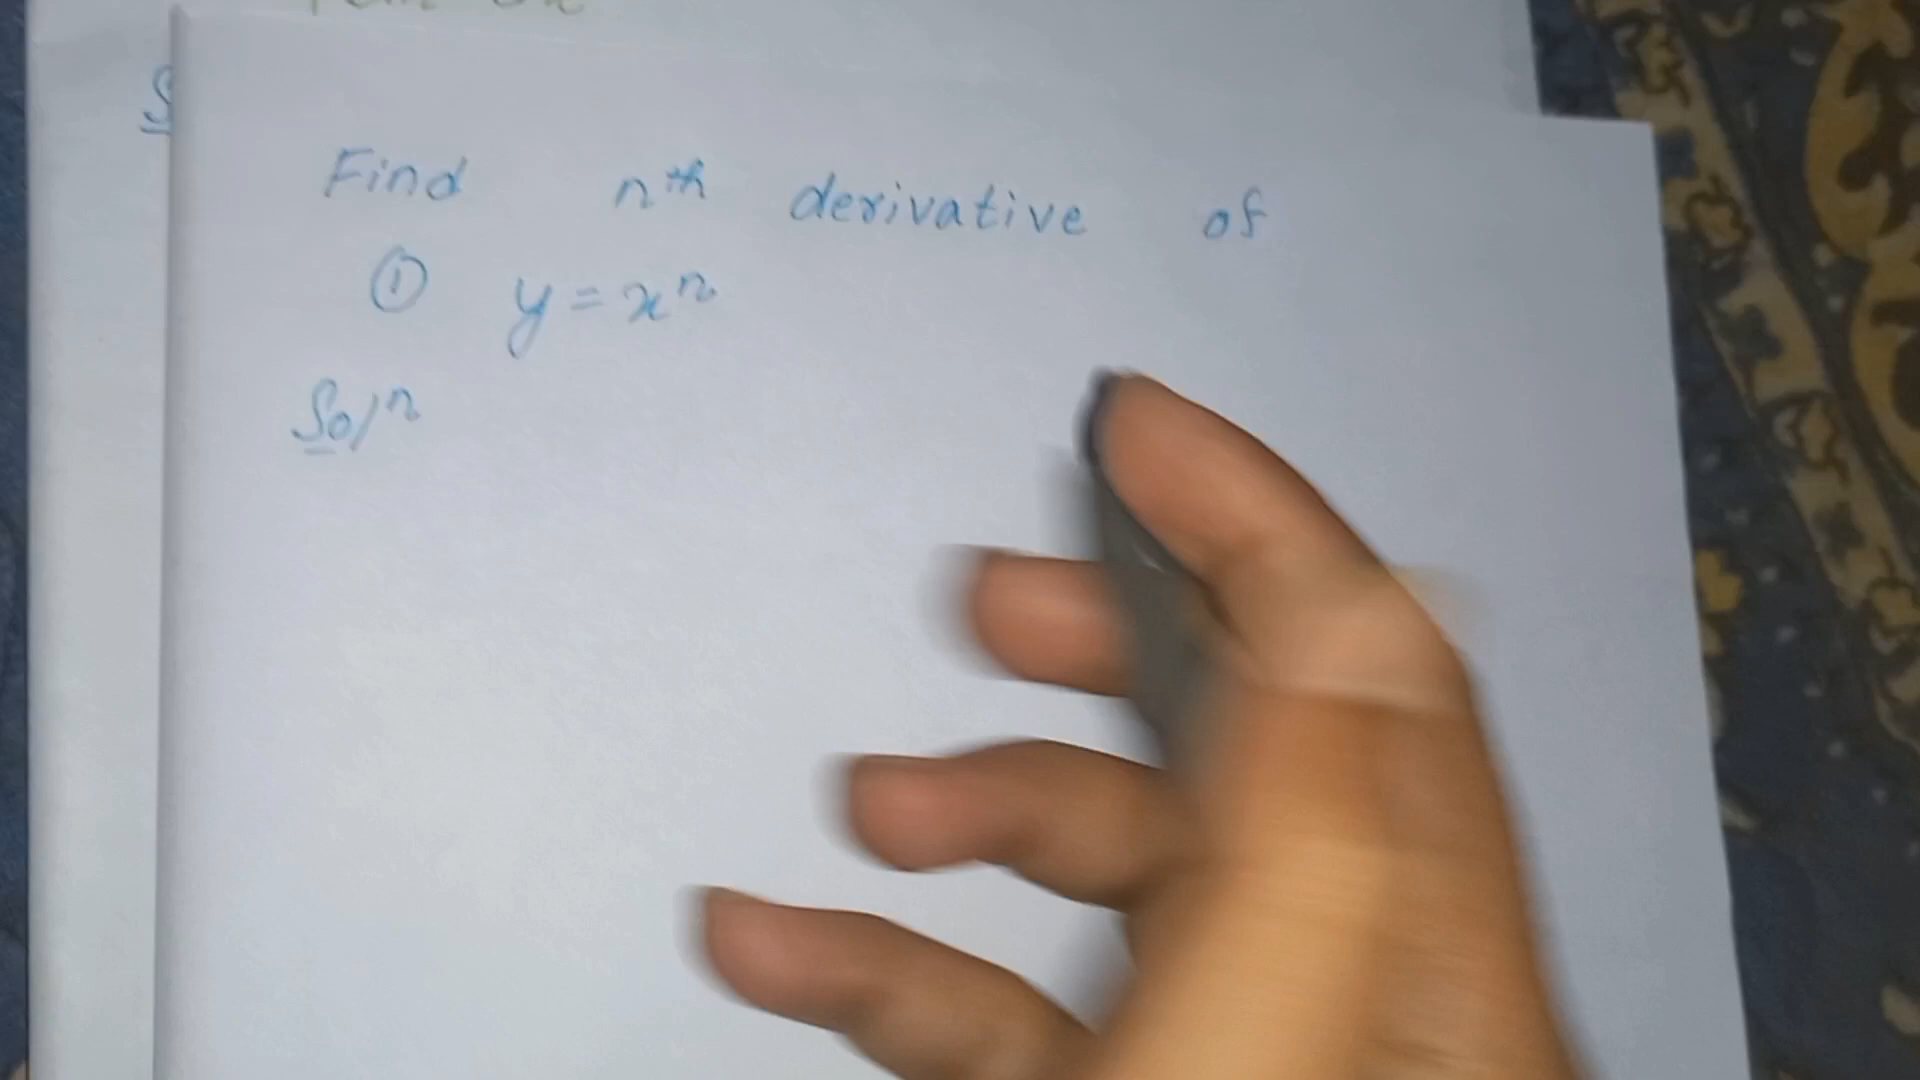 Find nth derivative of
① y = xⁿ
Solⁿ